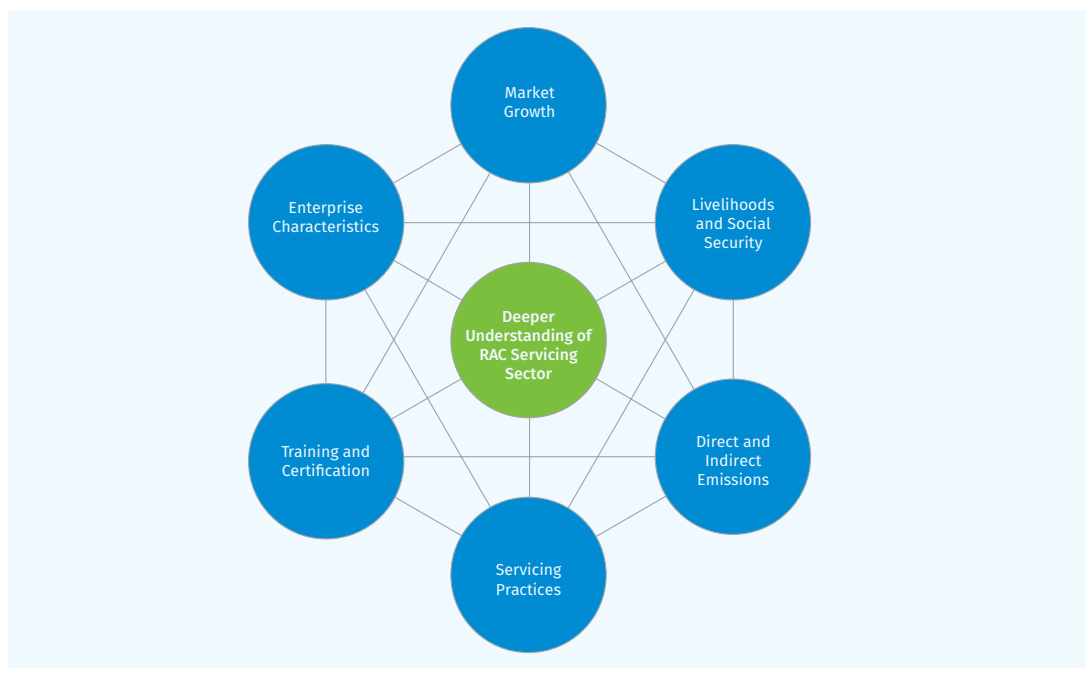 Market
Growth
Enterprise
Characteristics
Livelihoods
and Social
Security
Deeper
Understanding of
RAC Servicing
Sector
Training and
Certification
Direct and
Indirect
Emissions
Servicing
Practices